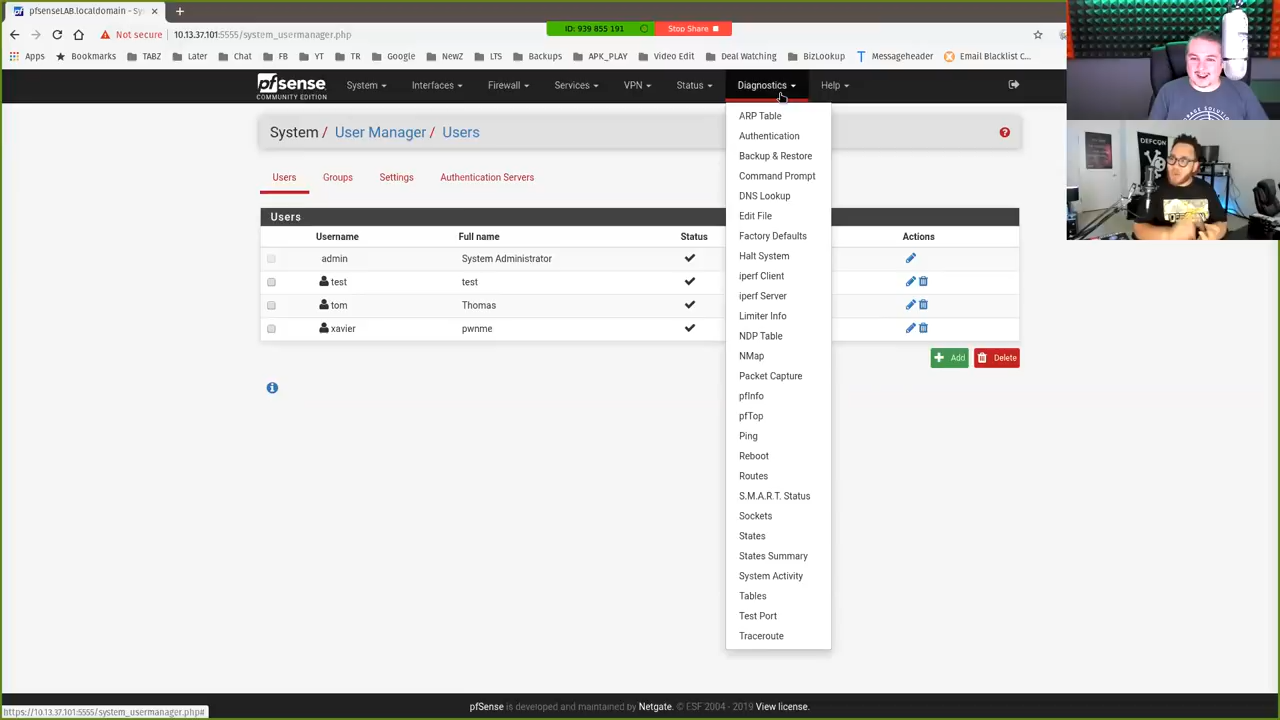 pfsenseLAB.localdomain - Sy
ID: 939 855 191
Stop Share
Not secure
10.13.37.101:5555/system_usermanager.php
Apps
Bookmarks
TABZ
Later
Chat
FB
YT
TR
Google
NewZ
LTS
Backups
APK_PLAY
Video Edit
Deal Watching
BizLookup
Messageheader
Email Blacklist C...
pfsense
COMMUNITY EDITION
System
Interfaces
Firewall
Services
VPN
Status
Diagnostics
Help
System / User Manager / Users
Users
Groups
Settings
Authentication Servers
Users
Username
Full name
Status
Actions
admin
System Administrator
test
test
tom
Thomas
xavier
pwnme
Add
Delete
ARP Table
Authentication
Backup & Restore
Command Prompt
DNS Lookup
Edit File
Factory Defaults
Halt System
iperf Client
iperf Server
Limiter Info
NDP Table
NMap
Packet Capture
pfInfo
pfTop
Ping
Reboot
Routes
S.M.A.R.T. Status
Sockets
States
States Summary
System Activity
Tables
Test Port
Traceroute
DEFCON
pfSense is developed and maintained by Netgate. © ESF 2004 - 2019 View license.
https://10.13.37.101:5555/system_usermanager.php#